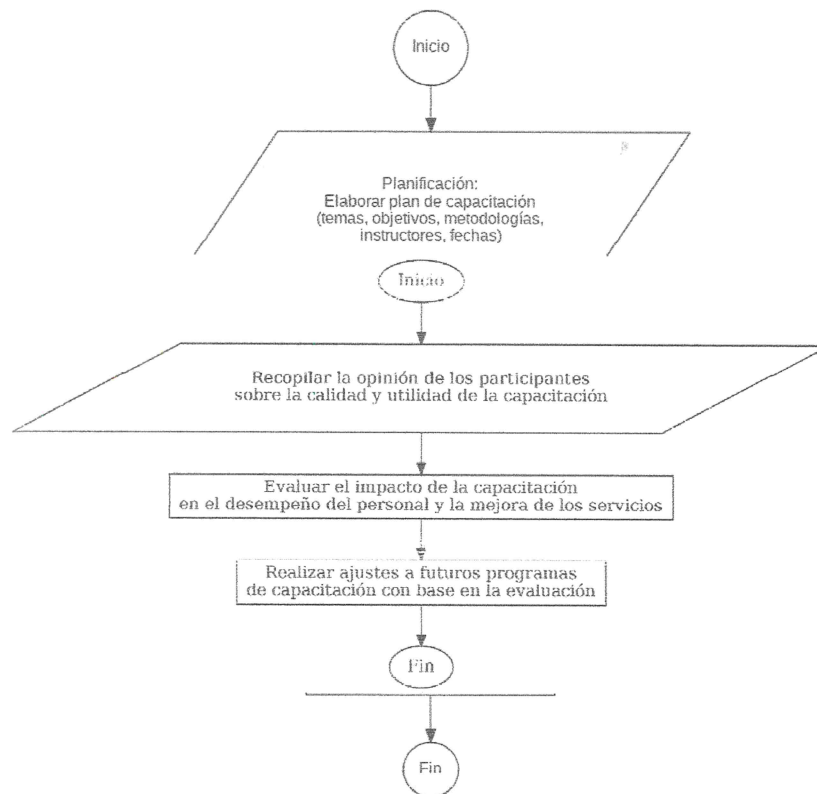 Inicio
Planificación:
Elaborar plan de capacitación
(temas, objetivos, metodologías,
instructores, fechas)
Inicio
Recopilar la opinión de los participantes
sobre la calidad y utilidad de la capacitación
Evaluar el impacto de la capacitación
en el desempeño del personal y la mejora de los servicios
Realizar ajustes a futuros programas
de capacitación con base en la evaluación
Fin
Fin